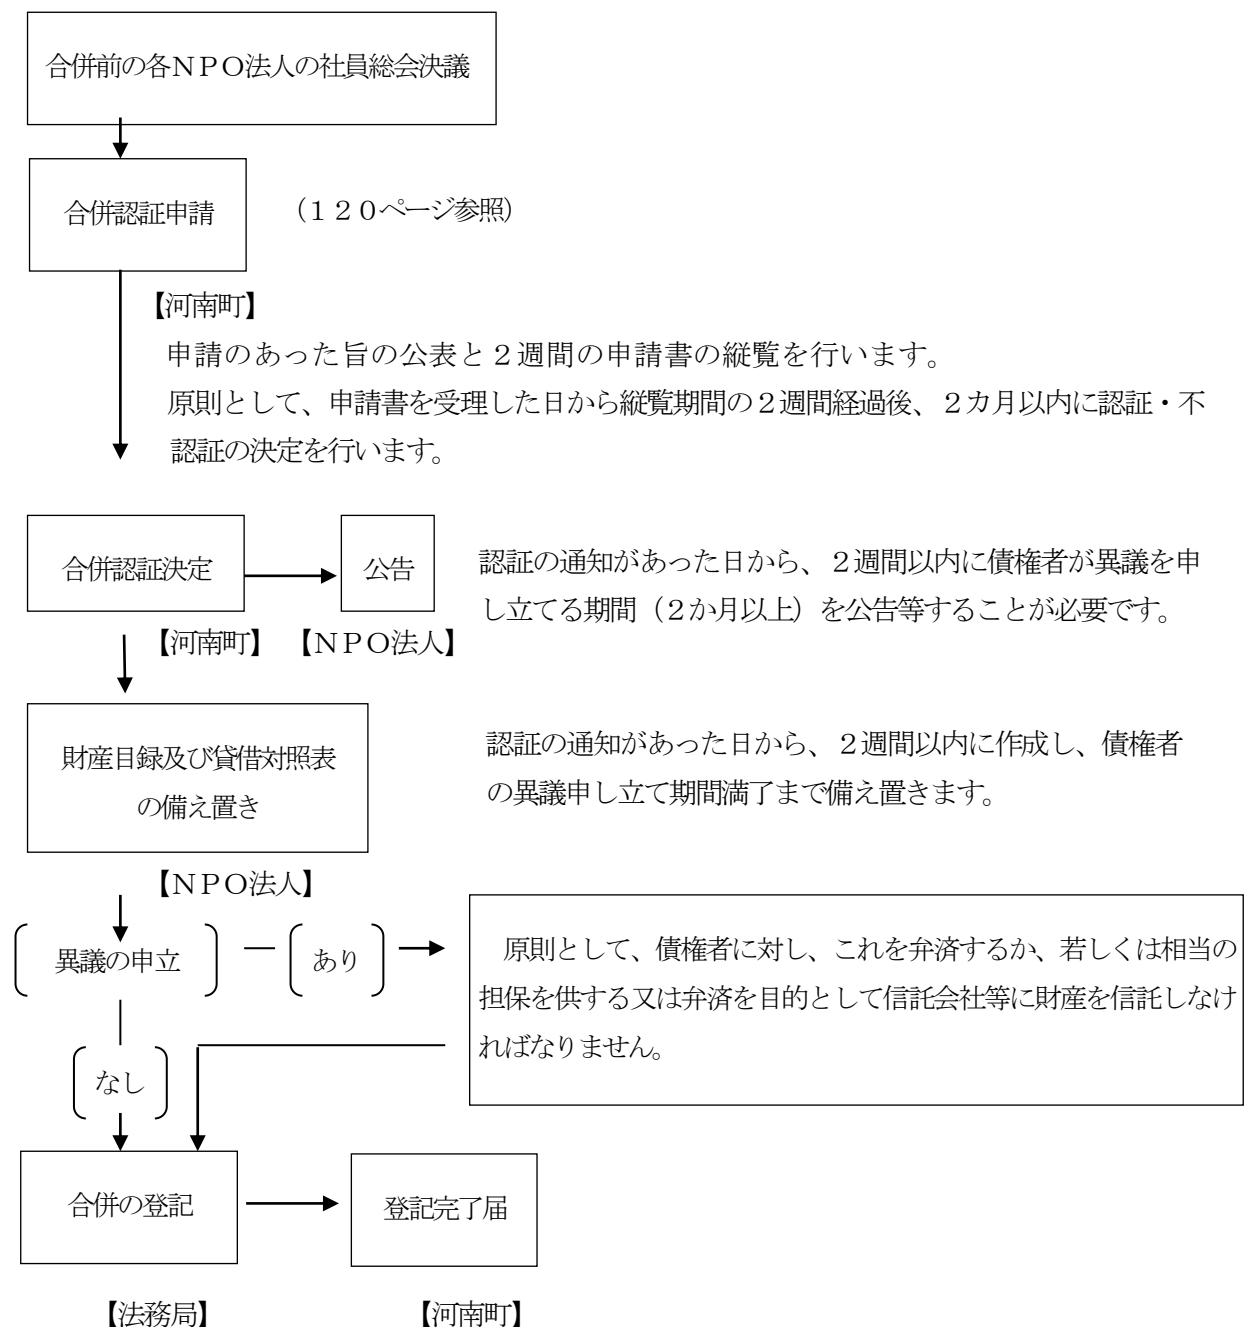 合併前の各ＮＰＯ法人の社員総会決議
合併認証申請
（１２０ページ参照）
【河南町】
申請のあった旨の公表と２週間の申請書の縦覧を行います。
原則として、申請書を受理した日から縦覧期間の２週間経過後、２カ月以内に認証・不
認証の決定を行います。
合併認証決定
公告
認証の通知があった日から、２週間以内に債権者が異議を申
し立てる期間（２か月以上）を公告等することが必要です。
【河南町】
【ＮＰＯ法人】
財産目録及び貸借対照表
の備え置き
認証の通知があった日から、２週間以内に作成し、債権者
の異議申し立て期間満了まで備え置きます。
【ＮＰＯ法人】
異議の申立
あり
原則として、債権者に対し、これを弁済するか、若しくは相当の
担保を供する又は弁済を目的として信託会社等に財産を信託しなけ
ればなりません。
なし
合併の登記
登記完了届
【法務局】
【河南町】